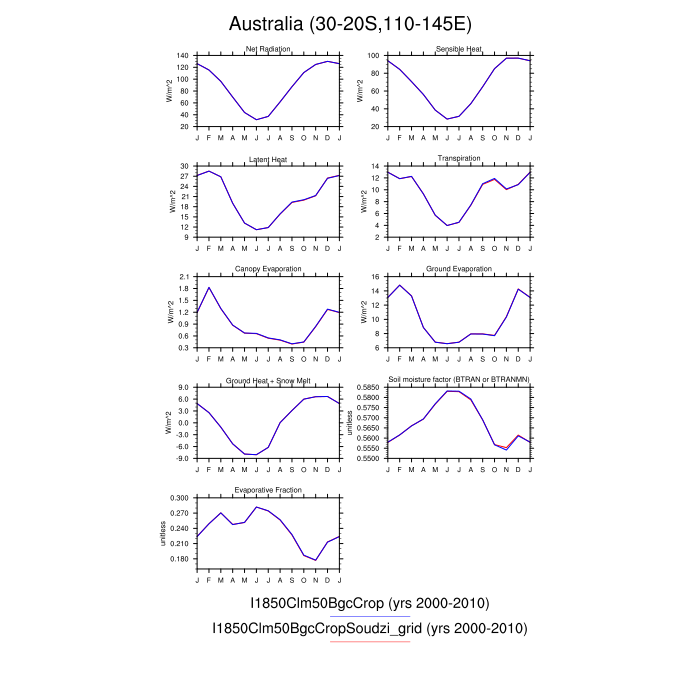 Australia (30-20S,110-145E)
Net Radiation
W/m^2
140
120
100
80
60
40
20
J F M A M J J A S O N D J
Sensible Heat
W/m^2
100
80
60
40
20
J F M A M J J A S O N D J
Latent Heat
W/m^2
30
27
24
21
18
15
12
9
J F M A M J J A S O N D J
Transpiration
W/m^2
14
12
10
8
6
4
2
J F M A M J J A S O N D J
Canopy Evaporation
W/m^2
2.1
1.8
1.5
1.2
0.9
0.6
0.3
J F M A M J J A S O N D J
Ground Evaporation
W/m^2
16
14
12
10
8
6
J F M A M J J A S O N D J
Ground Heat + Snow Melt
W/m^2
9.0
6.0
3.0
0.0
-3.0
-6.0
-9.0
J F M A M J J A S O N D J
Soil moisture factor (BTRAN or BTRANMN)
unitless
0.5850
0.5800
0.5750
0.5700
0.5650
0.5600
0.5550
0.5500
J F M A M J J A S O N D J
Evaporative Fraction
unitless
0.300
0.270
0.240
0.210
0.180
J F M A M J J A S O N D J
I1850Clm50BgcCrop (yrs 2000-2010)
I1850Clm50BgcCropSoudzi_grid (yrs 2000-2010)